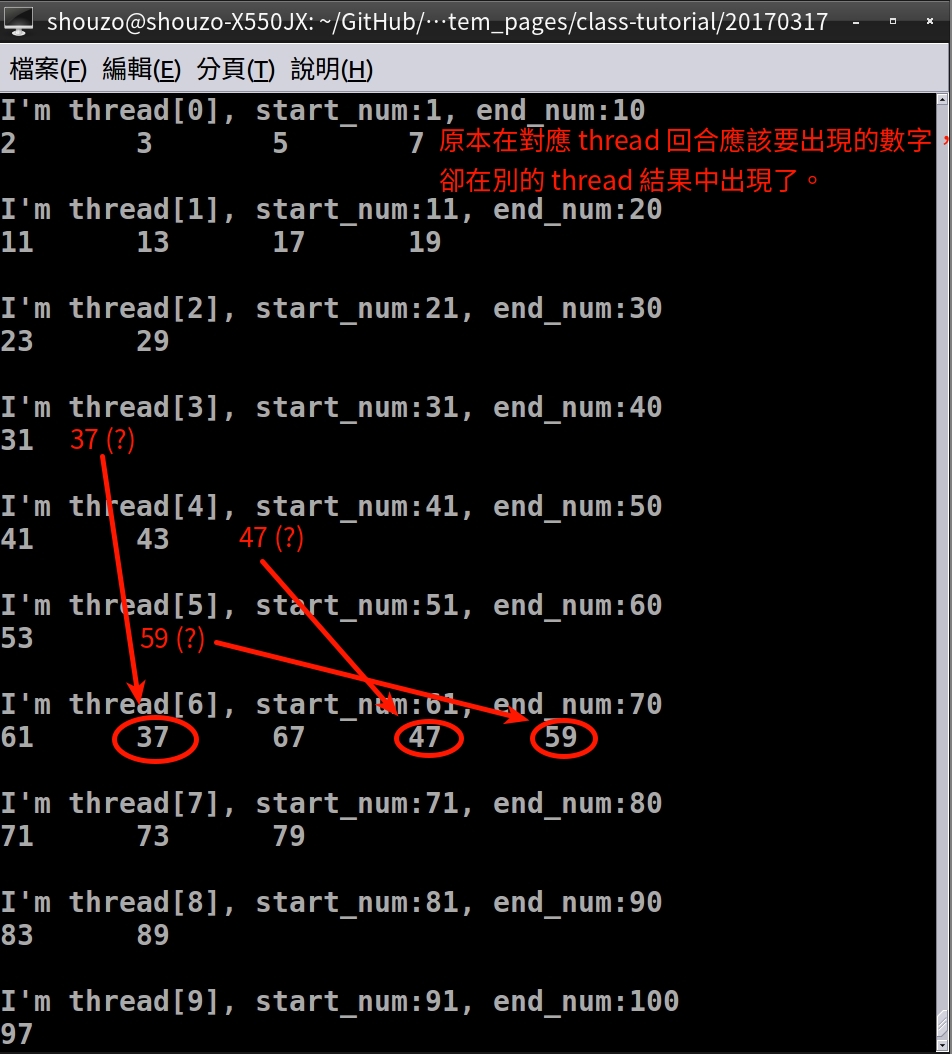 shouzo@shouzo-X550JX: ~/GitHub/···tem_pages/class-tutorial/20170317
檔案(F) 編輯(E) 分頁(T) 說明(H)
I'm thread[0], start_num:1, end_num:10
2 3 5 7 原本在對應 thread 回合應該要出現的數字，
卻在別的 thread 結果中出現了。
I'm thread[1], start_num:11, end_num:20
11 13 17 19
I'm thread[2], start_num:21, end_num:30
23 29
I'm thread[3], start_num:31, end_num:40
31 37 (?)
I'm thread[4], start_num:41, end_num:50
41 43 47 (?)
I'm thread[5], start_num:51, end_num:60
53 59 (?)
I'm thread[6], start_num:61, end_num:70
61 37 67 47 59
I'm thread[7], start_num:71, end_num:80
71 73 79
I'm thread[8], start_num:81, end_num:90
83 89
I'm thread[9], start_num:91, end_num:100
97